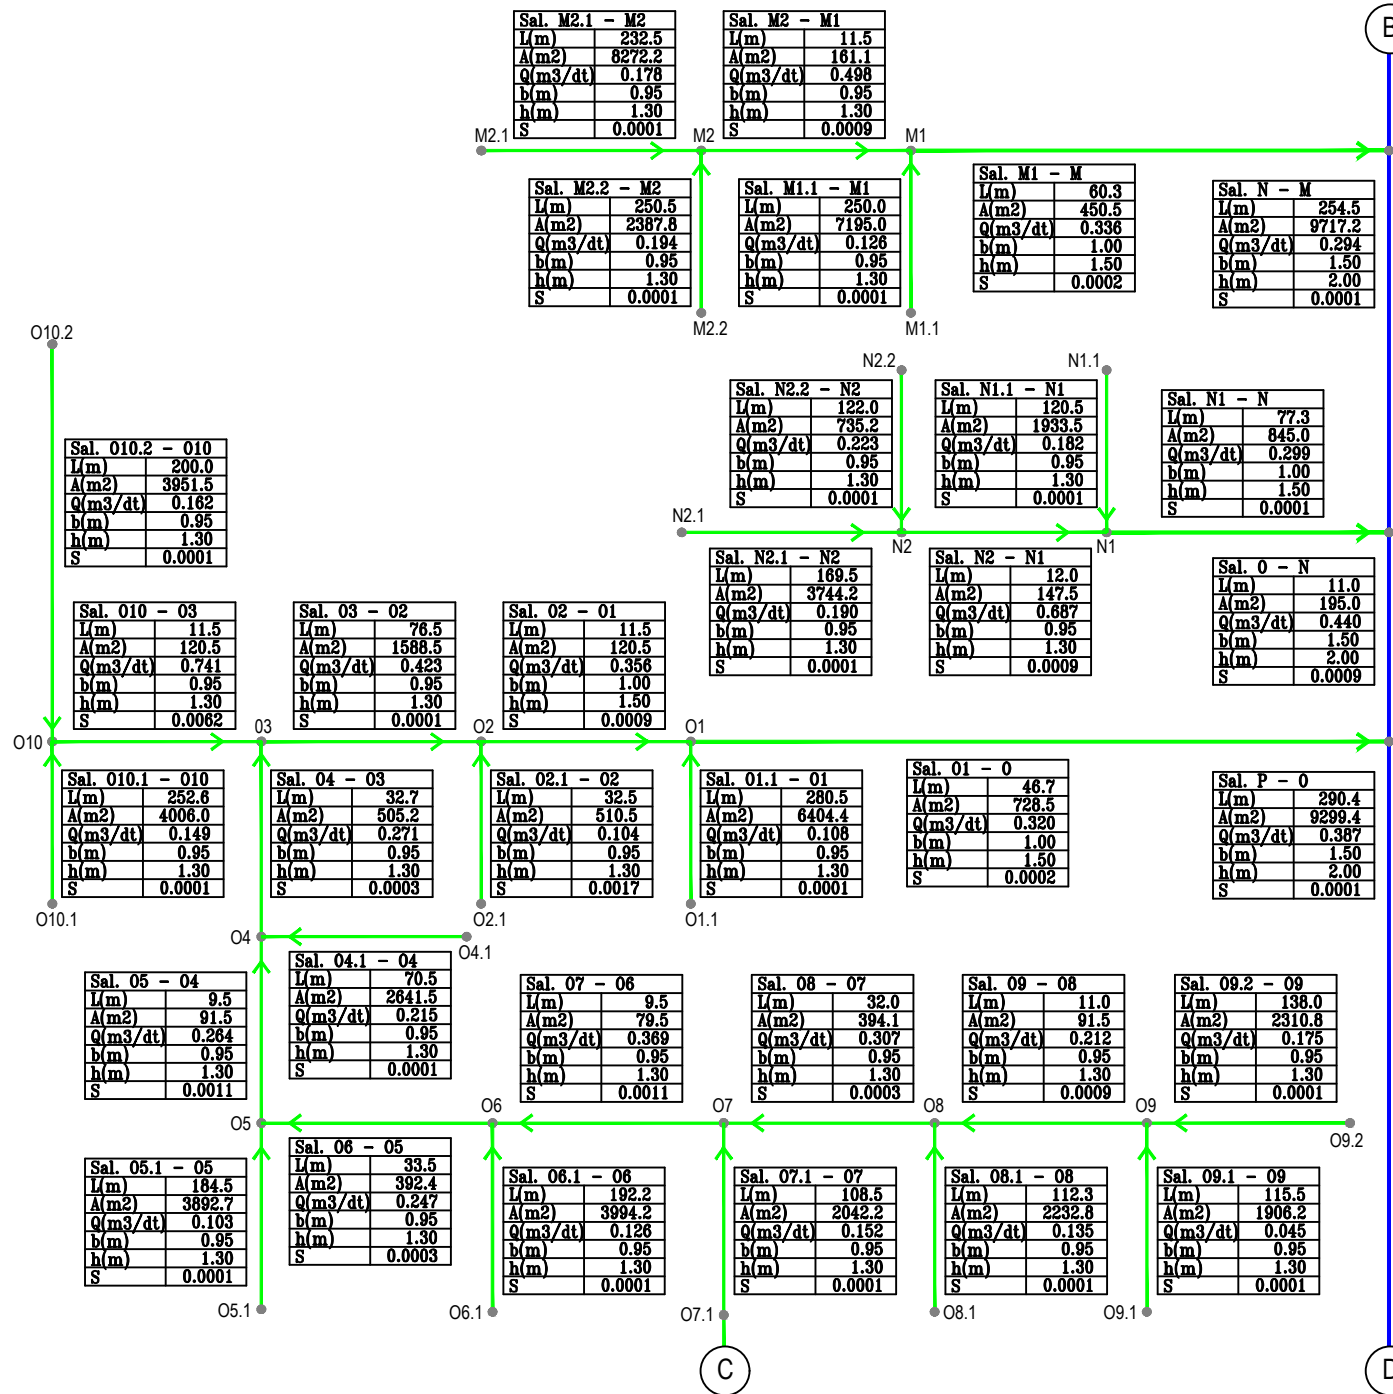 B
Sal. M2.1 - M2
L(m) 232.5
A(m2) 8272.2
Q(m3/dt) 0.178
b(m) 0.95
h(m) 1.30
S 0.0001
Sal. M2 - M1
L(m) 11.5
A(m2) 161.1
Q(m3/dt) 0.498
b(m) 0.95
h(m) 1.30
S 0.0009
M2.1
M2
M1
Sal. M2.2 - M2
L(m) 250.5
A(m2) 2387.8
Q(m3/dt) 0.194
b(m) 0.95
h(m) 1.30
S 0.0001
Sal. M1.1 - M1
L(m) 250.0
A(m2) 7195.0
Q(m3/dt) 0.126
b(m) 0.95
h(m) 1.30
S 0.0001
Sal. M1 - M
L(m) 60.3
A(m2) 450.5
Q(m3/dt) 0.336
b(m) 1.00
h(m) 1.50
S 0.0002
Sal. N - M
L(m) 254.5
A(m2) 9717.2
Q(m3/dt) 0.294
b(m) 1.50
h(m) 2.00
S 0.0001
M2.2
M1.1
O10.2
N2.2
N1.1
Sal. N2.2 - N2
L(m) 122.0
A(m2) 735.2
Q(m3/dt) 0.223
b(m) 0.95
h(m) 1.30
S 0.0001
Sal. N1.1 - N1
L(m) 120.5
A(m2) 1933.5
Q(m3/dt) 0.182
b(m) 0.95
h(m) 1.30
S 0.0001
Sal. N1 - N
L(m) 77.3
A(m2) 845.0
Q(m3/dt) 0.299
b(m) 1.00
h(m) 1.50
S 0.0001
Sal. O10.2 - O10
L(m) 200.0
A(m2) 3951.5
Q(m3/dt) 0.162
b(m) 0.95
h(m) 1.30
S 0.0001
N2.1
N2
N1
Sal. N2.1 - N2
L(m) 169.5
A(m2) 3744.2
Q(m3/dt) 0.190
b(m) 0.95
h(m) 1.30
S 0.0001
Sal. N2 - N1
L(m) 12.0
A(m2) 147.5
Q(m3/dt) 0.687
b(m) 0.95
h(m) 1.30
S 0.0009
Sal. O - N
L(m) 11.0
A(m2) 195.0
Q(m3/dt) 0.440
b(m) 1.50
h(m) 2.00
S 0.0009
Sal. O10 - O3
L(m) 11.5
A(m2) 120.5
Q(m3/dt) 0.741
b(m) 0.95
h(m) 1.30
S 0.0062
Sal. O3 - O2
L(m) 76.5
A(m2) 1588.5
Q(m3/dt) 0.423
b(m) 0.95
h(m) 1.30
S 0.0001
Sal. O2 - O1
L(m) 11.5
A(m2) 120.5
Q(m3/dt) 0.356
b(m) 1.00
h(m) 1.50
S 0.0009
O10
03
O2
O1
Sal. O10.1 - O10
L(m) 252.6
A(m2) 4006.0
Q(m3/dt) 0.149
b(m) 0.95
h(m) 1.30
S 0.0001
Sal. O4 - O3
L(m) 32.7
A(m2) 505.2
Q(m3/dt) 0.271
b(m) 0.95
h(m) 1.30
S 0.0003
Sal. O2.1 - O2
L(m) 32.5
A(m2) 510.5
Q(m3/dt) 0.104
b(m) 0.95
h(m) 1.30
S 0.0017
Sal. O1.1 - O1
L(m) 280.5
A(m2) 6404.4
Q(m3/dt) 0.108
b(m) 0.95
h(m) 1.30
S 0.0001
Sal. O1 - O
L(m) 46.7
A(m2) 728.5
Q(m3/dt) 0.320
b(m) 1.00
h(m) 1.50
S 0.0002
Sal. P - O
L(m) 290.4
A(m2) 9299.4
Q(m3/dt) 0.387
b(m) 1.50
h(m) 2.00
S 0.0001
O10.1
O2.1
O1.1
O4
O4.1
Sal. O5 - O4
L(m) 9.5
A(m2) 91.5
Q(m3/dt) 0.264
b(m) 0.95
h(m) 1.30
S 0.0011
Sal. O4.1 - O4
L(m) 70.5
A(m2) 2641.5
Q(m3/dt) 0.215
b(m) 0.95
h(m) 1.30
S 0.0001
Sal. O7 - O6
L(m) 9.5
A(m2) 79.5
Q(m3/dt) 0.369
b(m) 0.95
h(m) 1.30
S 0.0011
Sal. O8 - O7
L(m) 32.0
A(m2) 394.1
Q(m3/dt) 0.307
b(m) 0.95
h(m) 1.30
S 0.0003
Sal. O9 - O8
L(m) 11.0
A(m2) 91.5
Q(m3/dt) 0.212
b(m) 0.95
h(m) 1.30
S 0.0009
Sal. O9.2 - O9
L(m) 138.0
A(m2) 2310.8
Q(m3/dt) 0.175
b(m) 0.95
h(m) 1.30
S 0.0001
O5
O6
O7
O8
O9
O9.2
Sal. O5.1 - O5
L(m) 184.5
A(m2) 3892.7
Q(m3/dt) 0.103
b(m) 0.95
h(m) 1.30
S 0.0001
Sal. O6 - O5
L(m) 33.5
A(m2) 392.4
Q(m3/dt) 0.247
b(m) 0.95
h(m) 1.30
S 0.0003
Sal. O6.1 - O6
L(m) 192.2
A(m2) 3994.2
Q(m3/dt) 0.126
b(m) 0.95
h(m) 1.30
S 0.0001
Sal. O7.1 - O7
L(m) 108.5
A(m2) 2042.2
Q(m3/dt) 0.152
b(m) 0.95
h(m) 1.30
S 0.0001
Sal. O8.1 - O8
L(m) 112.3
A(m2) 2232.8
Q(m3/dt) 0.135
b(m) 0.95
h(m) 1.30
S 0.0001
Sal. O9.1 - O9
L(m) 115.5
A(m2) 1906.2
Q(m3/dt) 0.045
b(m) 0.95
h(m) 1.30
S 0.0001
O5.1
O6.1
O7.1
O8.1
O9.1
C
D